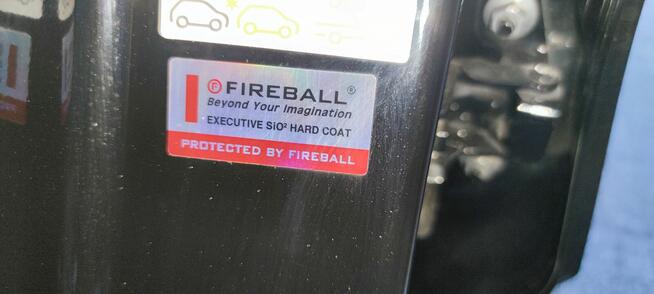 FIREBALL®
Beyond Your Imagination
EXECUTIVE SiO² HARD COAT
PROTECTED BY FIREBALL